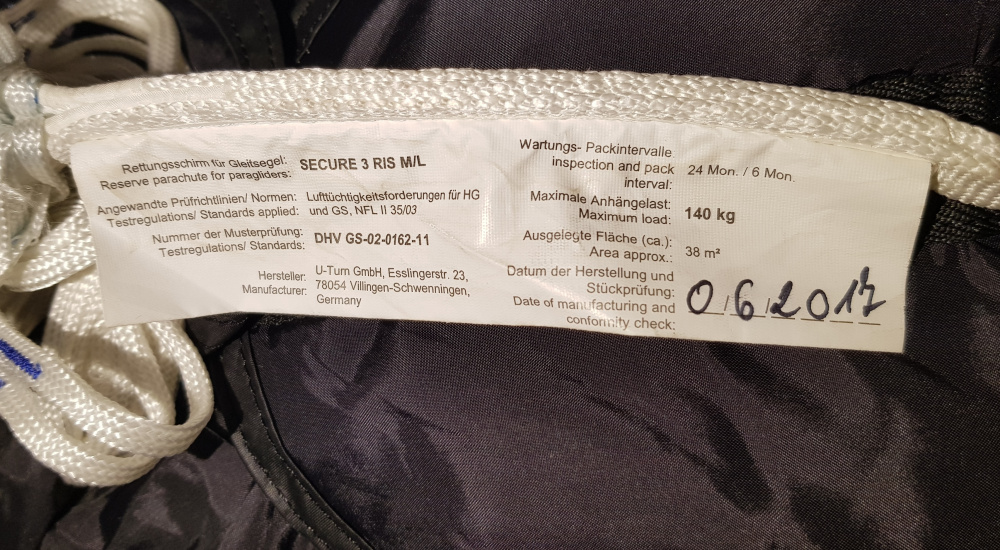 Rettungsschirm für Gleitsegel: SECURE 3 RIS M/L
Reserve parachute for paragliders:
Angewandte Prüfrichtlinien/ Normen: Lufttüchtigkeitsforderungen für HG
Testregulations/ Standards applied: und GS, NFL II 35/03
Nummer der Musterprüfung: DHV GS-02-0162-11
Testregulations/ Standards:
Hersteller: U-Turn GmbH, Esslingerstr. 23,
Manufacturer: 78054 Villingen-Schwenningen,
Germany
Wartungs- Packintervalle
inspection and pack 24 Mon. / 6 Mon.
interval:
Maximale Anhängelast: 140 kg
Maximum load:
Ausgelegte Fläche (ca.): 38 m²
Area approx.:
Datum der Herstellung und
Stückprüfung: 0/6/2017
Date of manufacturing and
conformity check: